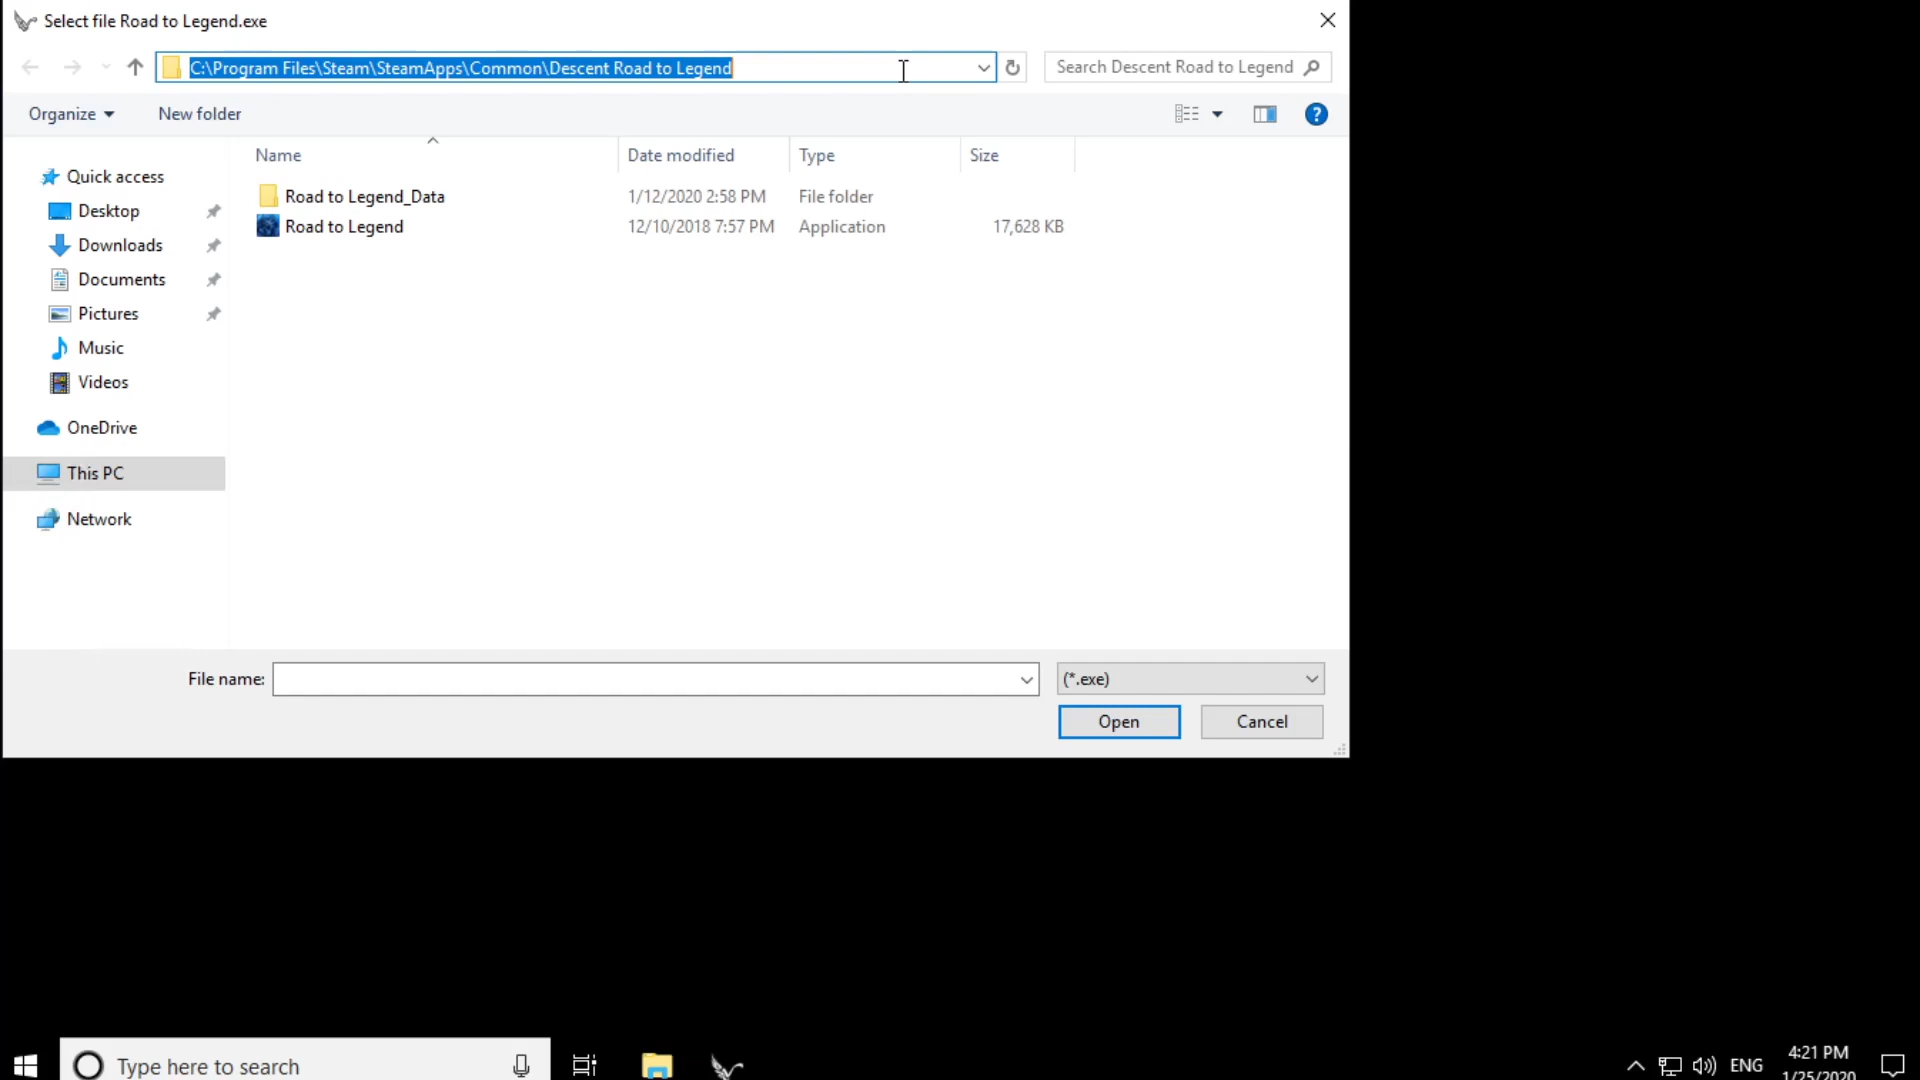 Select file Road to Legend.exe
C:\Program Files\Steam\SteamApps\Common\Descent Road to Legend
Search Descent Road to Legend
Organize
New folder
?
Name
Date modified
Type
Size
Road to Legend_Data
1/12/2020 2:58 PM
File folder
Road to Legend
12/10/2018 7:57 PM
Application
17,628 KB
Quick access
Desktop
Downloads
Documents
Pictures
Music
Videos
OneDrive
This PC
Network
File name:
(*.exe)
Open
Cancel
Type here to search
ENG
4:21 PM
1/25/2020